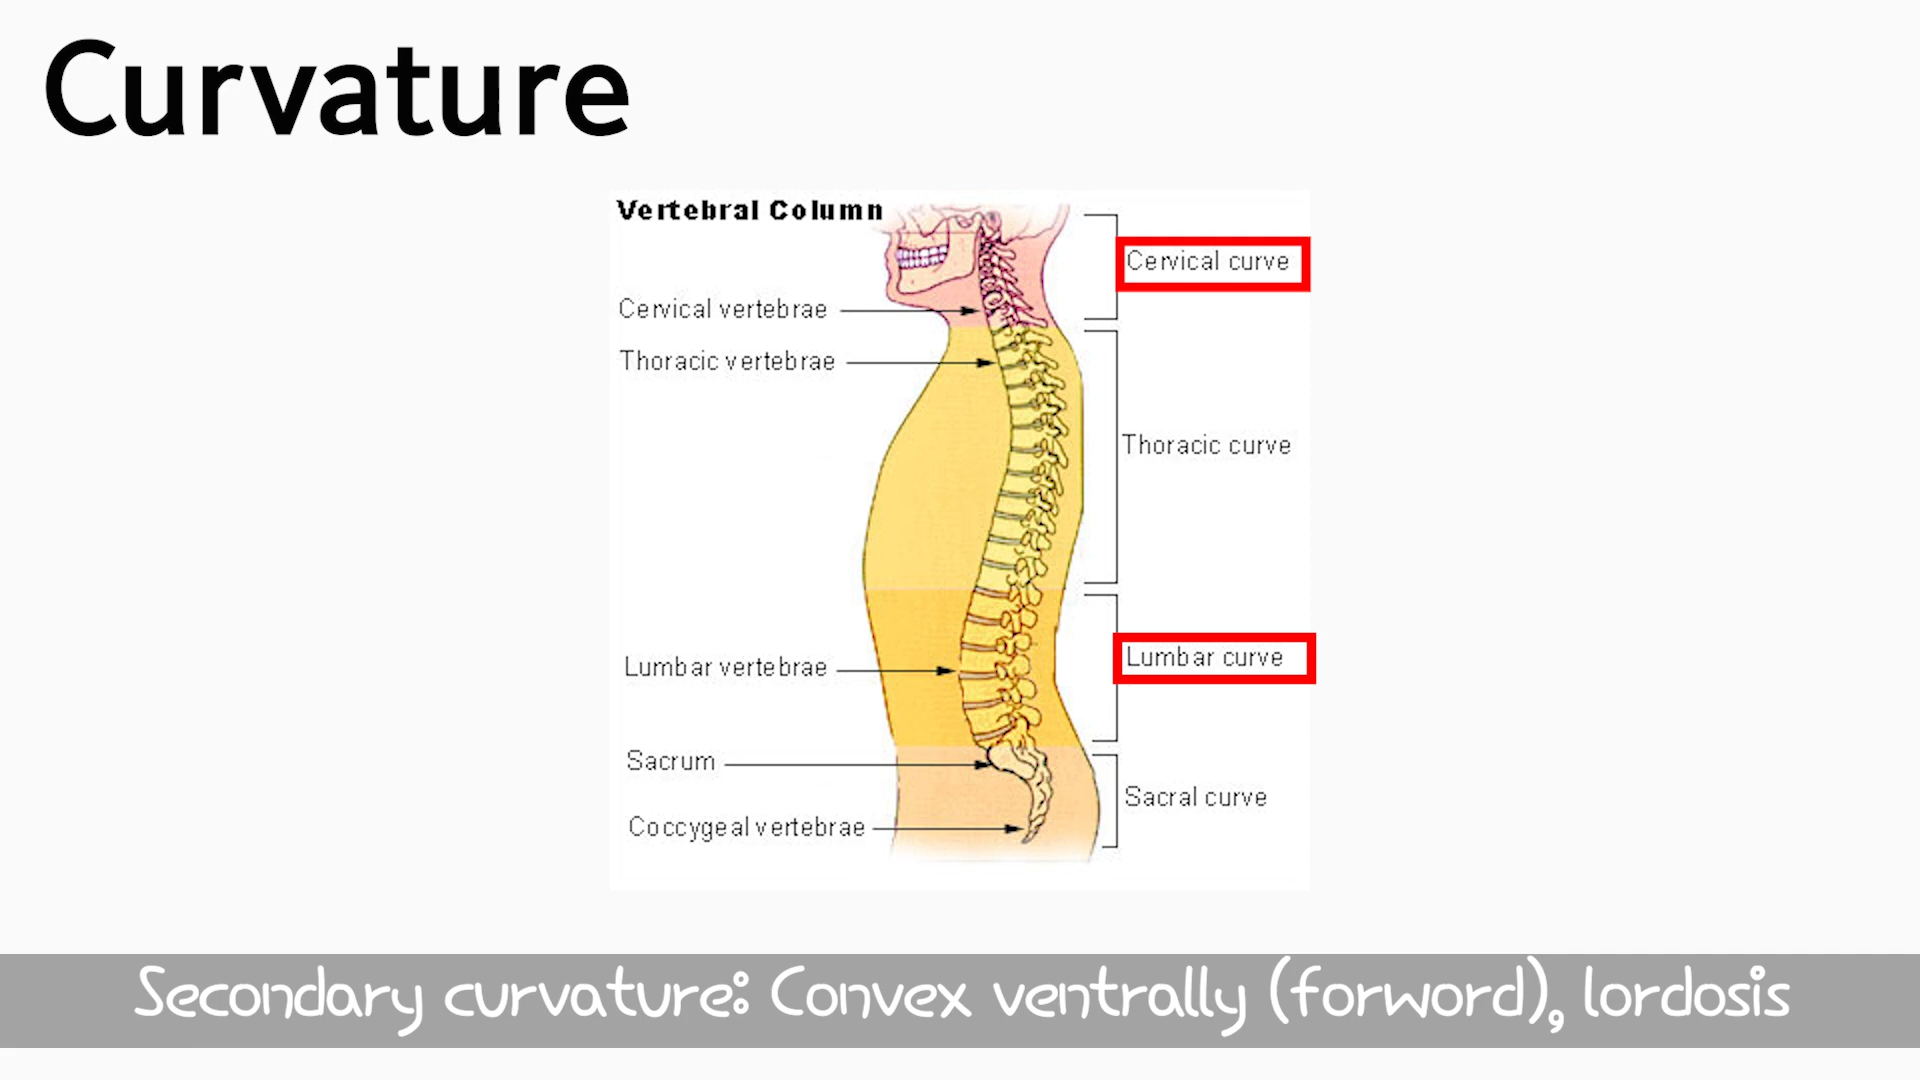 Curvature
Vertebral Column
Cervical curve
Cervical vertebrae
Thoracic vertebrae
Thoracic curve
Lumbar curve
Lumbar vertebrae
Sacrum
Sacral curve
Coccygeal vertebrae
Secondary curvature: Convex ventrally (forword), lordosis